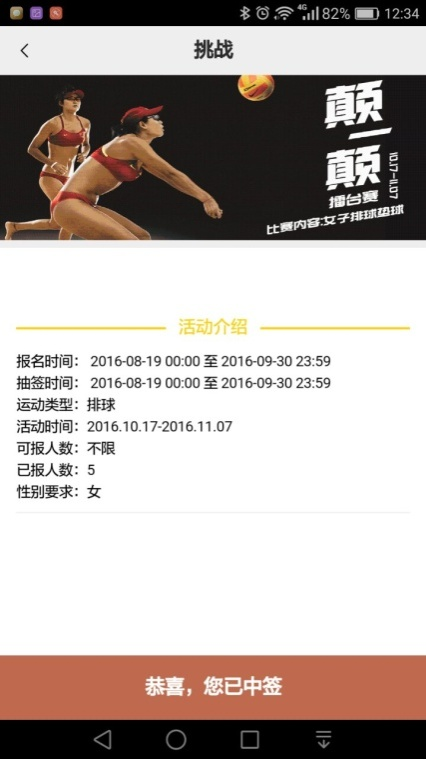 4G 82% 12:34
挑战
颠一颠
10.17-11.07
擂台赛
比赛内容:女子排球垫球
活动介绍
报名时间： 2016-08-19 00:00 至 2016-09-30 23:59
抽签时间： 2016-08-19 00:00 至 2016-09-30 23:59
运动类型：排球
活动时间：2016.10.17-2016.11.07
可报人数：不限
已报人数：5
性别要求：女
恭喜，您已中签